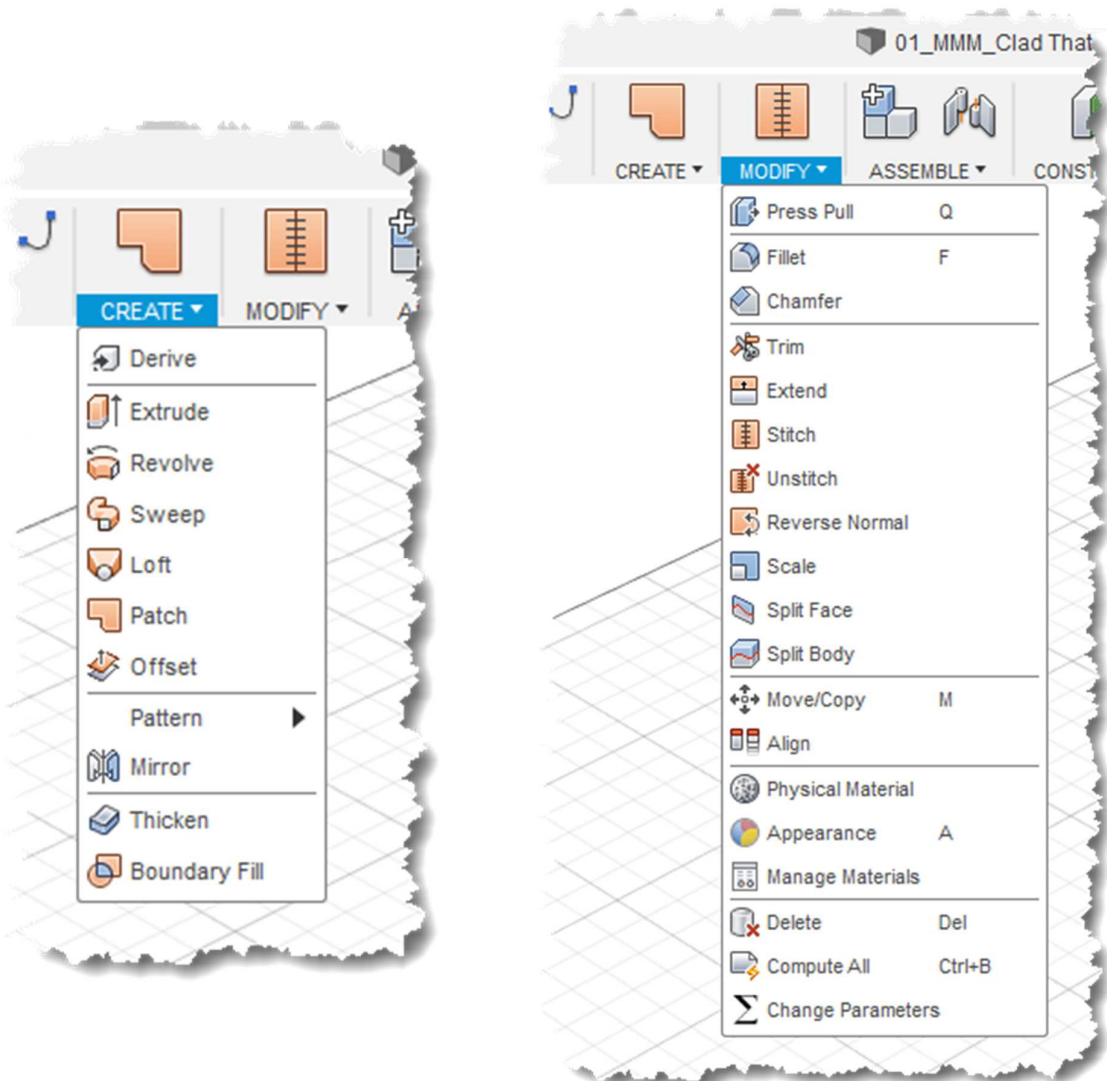 CREATE ▾ MODIFY ▾
Derive
Extrude
Revolve
Sweep
Loft
Patch
Offset
Pattern
Mirror
Thicken
Boundary Fill
01_MMM_Clad That
CREATE ▾ MODIFY ▾ ASSEMBLE ▾ CONST
Press Pull Q
Fillet F
Chamfer
Trim
Extend
Stitch
Unstitch
Reverse Normal
Scale
Split Face
Split Body
Move/Copy M
Align
Physical Material
Appearance A
Manage Materials
Delete Del
Compute All Ctrl+B
Change Parameters